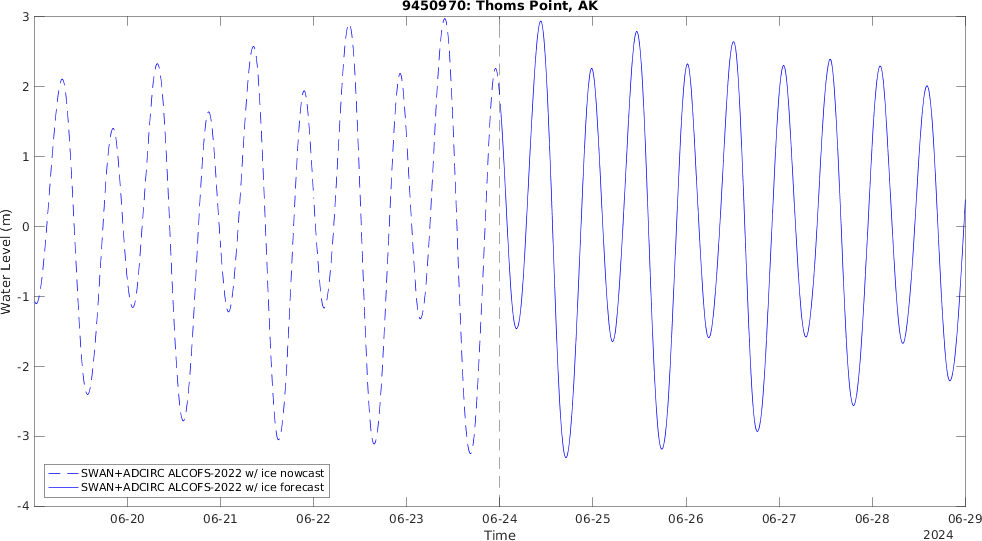 9450970: Thoms Point, AK
Water Level (m)
3
2
1
0
-1
-2
-3
-4
SWAN+ADCIRC ALCOFS-2022 w/ ice nowcast
SWAN+ADCIRC ALCOFS-2022 w/ ice forecast
06-20 06-21 06-22 06-23 06-24 06-25 06-26 06-27 06-28 06-29
Time
2024